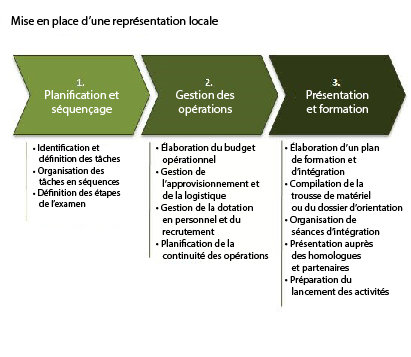 Mise en place d’une représentation locale
1.
Planification et
séquençage
• Identification et
définition des tâches
• Organisation des
tâches en séquences
• Définition des étapes
de l’examen
2.
Gestion des
opérations
• Élaboration du budget
opérationnel
• Gestion de
l’approvisionnement et
de la logistique
• Gestion de la dotation
en personnel et du
recrutement
• Planification de la
continuité des opérations
3.
Présentation
et formation
• Élaboration d’un plan
de formation et
d’intégration
• Compilation de la
trousse de matériel
ou du dossier d’orientation
• Organisation de
séances d’intégration
• Présentation auprès
des homologues
et partenaires
• Préparation du
lancement des activités